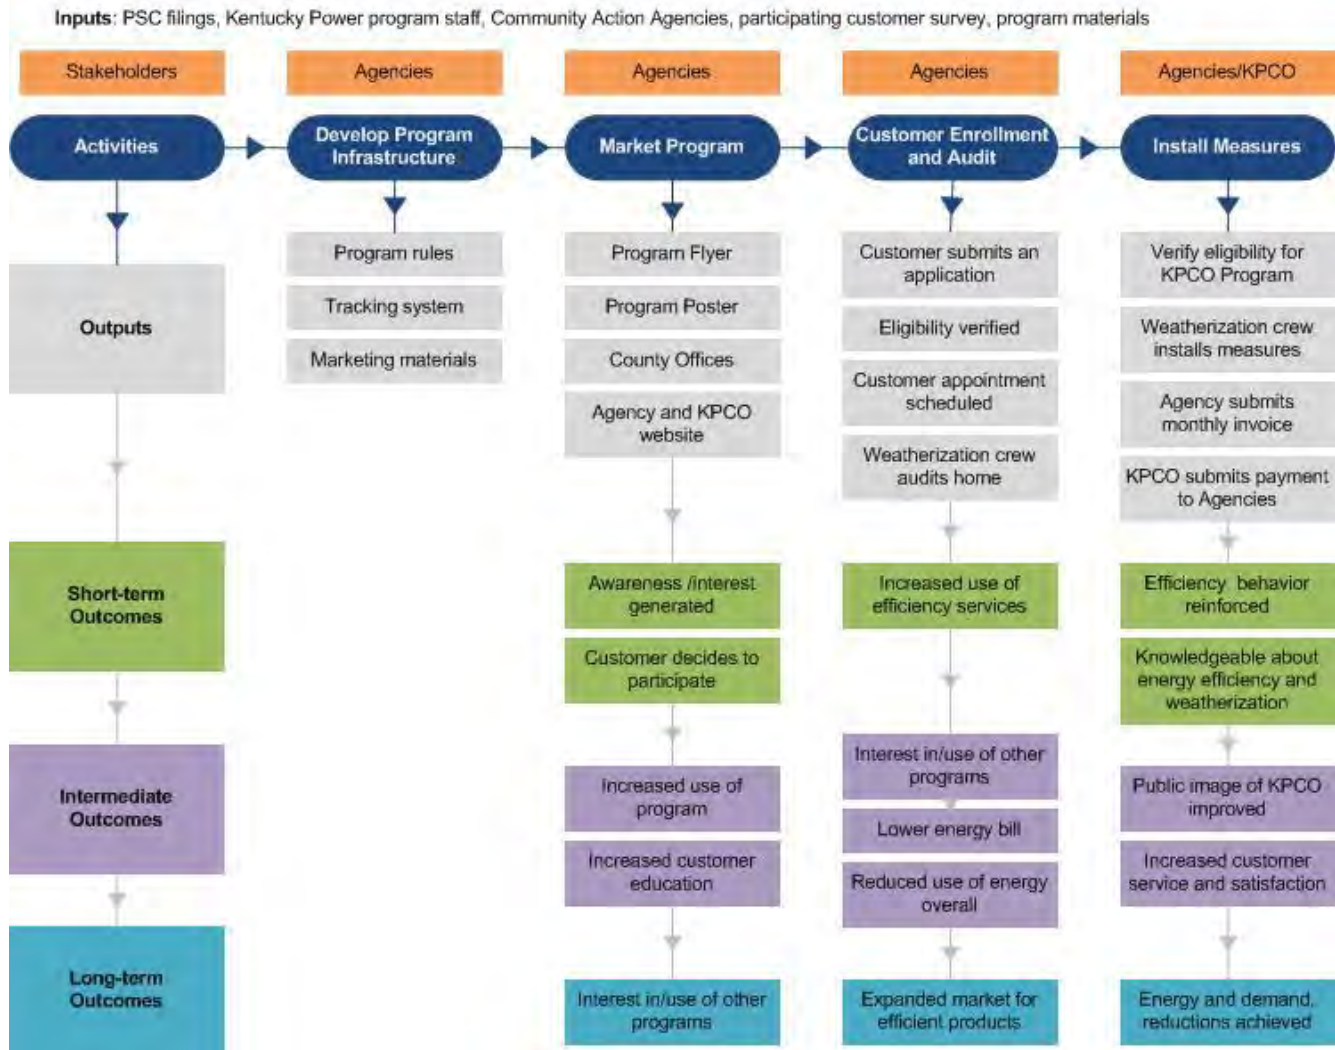 Inputs: PSC filings, Kentucky Power program staff, Community Action Agencies, participating customer survey, program materials
Stakeholders
Agencies
Agencies
Agencies
Agencies/KPCO
Activities
Develop Program
Infrastructure
Market Program
Customer Enrollment
and Audit
Install Measures
Outputs
Program rules
Tracking system
Marketing materials
Program Flyer
Program Poster
County Offices
Agency and KPCO
website
Customer submits an
application
Eligibility verified
Customer appointment
scheduled
Weatherization crew
audits home
Verify eligibility for
KPCO Program
Weatherization crew
installs measures
Agency submits
monthly invoice
KPCO submits payment
to Agencies
Short-term
Outcomes
Awareness /interest
generated
Customer decides to
participate
Increased use of
efficiency services
Efficiency behavior
reinforced
Knowledgeable about
energy efficiency and
weatherization
Intermediate
Outcomes
Increased use of
program
Increased customer
education
Interest in/use of other
programs
Lower energy bill
Reduced use of energy
overall
Public image of KPCO
improved
Increased customer
service and satisfaction
Long-term
Outcomes
Interest in/use of other
programs
Expanded market for
efficient products
Energy and demand,
reductions achieved